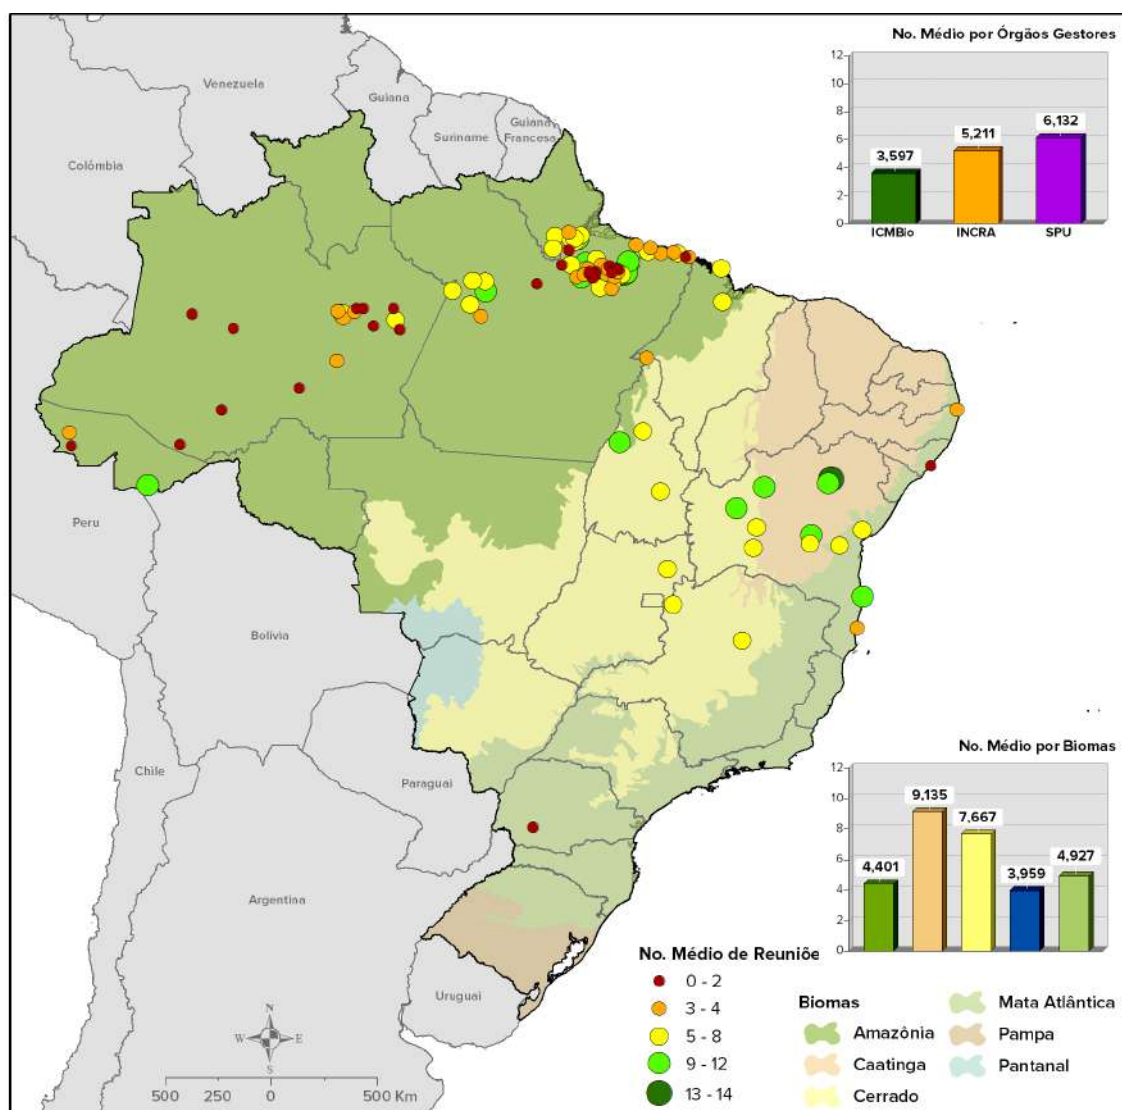 No. Médio por Órgãos Gestores
12
10
8
6
4
2
0
3,597
5,211
6,132
ICMBio
INCRA
SPU
Venezuela
Guiana
Suriname
Guiana
Francesa
Colómbia
Peru
Bolivia
Chile
Paraguai
Argentina
Uruguai
No. Médio por Biomas
12
10
8
6
4
2
0
4,401
9,135
7,667
3,959
4,927
No. Médio de Reuniõe
0 - 2
3 - 4
5 - 8
9 - 12
13 - 14
Biomas
Amazônia
Caatinga
Cerrado
Mata Atlântica
Pampa
Pantanal
N
W
E
S
500
250
0
500 Km